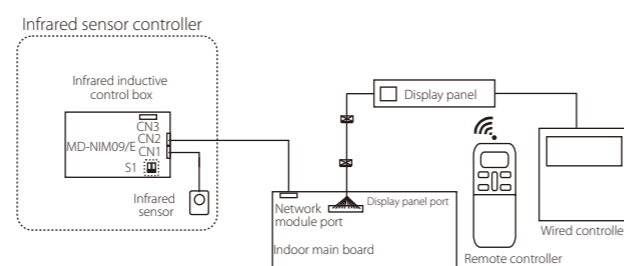 Infrared sensor controller
Infrared inductive
control box
CN3
CN2
MD-NIM09/E CN1
S1
Infrared
sensor
Display panel
Network
module port
Display panel port
Indoor main board
Remote controller
Wired controlle